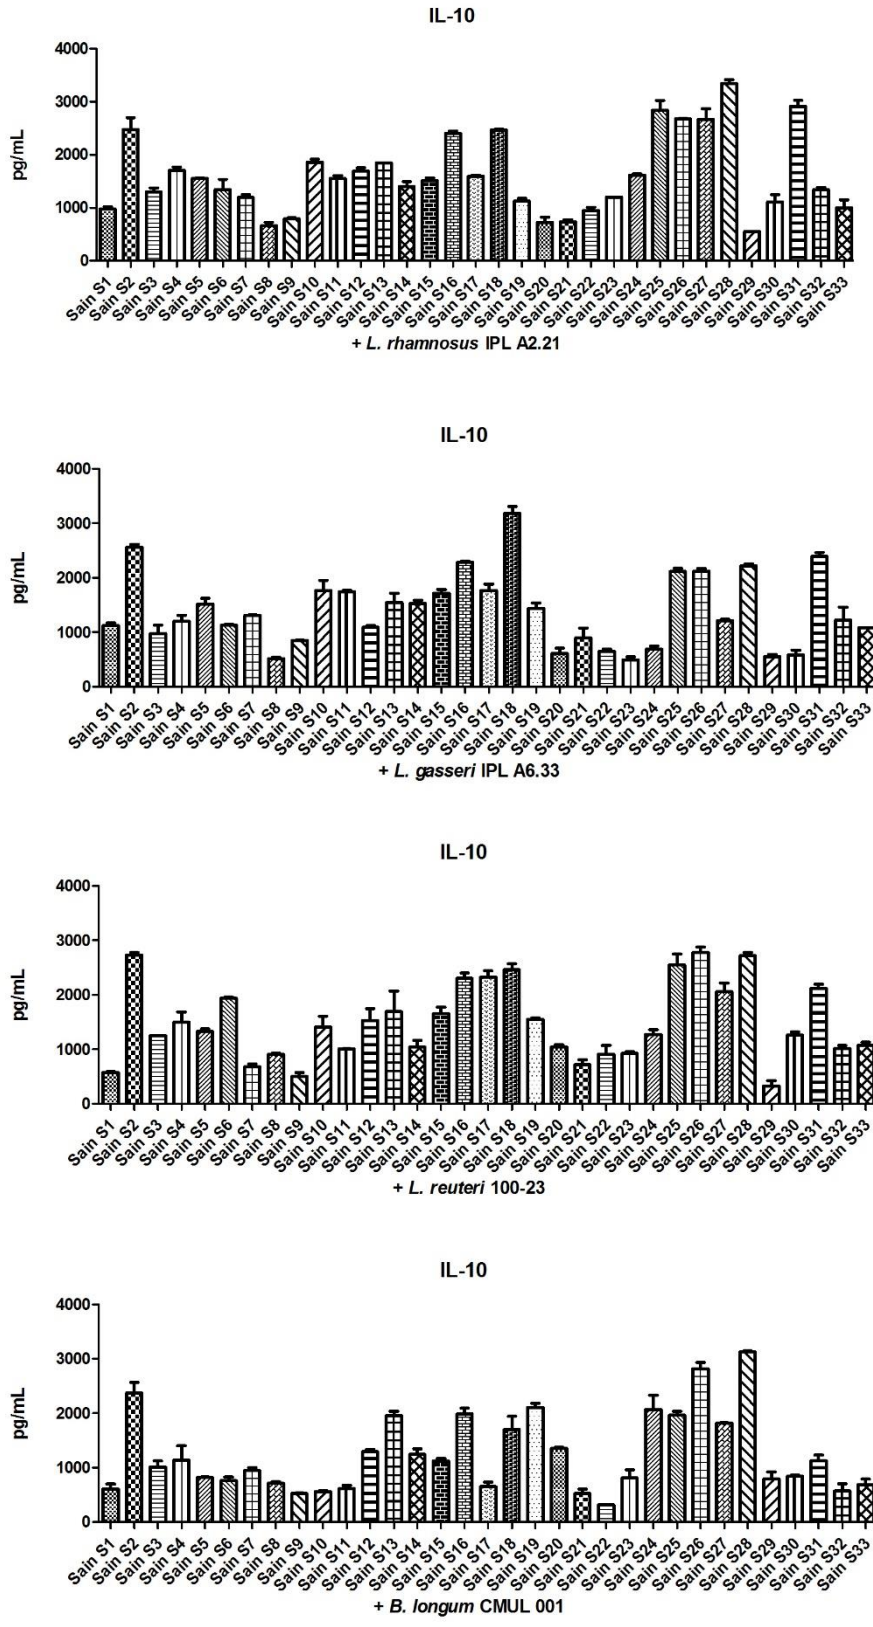 IL-10
pg/mL
4000
3000
2000
1000
0
Sain S1 Sain S2 Sain S3 Sain S4 Sain S5 Sain S6 Sain S7 Sain S8 Sain S9 Sain S10 Sain S11 Sain S12 Sain S13 Sain S14 Sain S15 Sain S16 Sain S17 Sain S18 Sain S19 Sain S20 Sain S21 Sain S22 Sain S23 Sain S24 Sain S25 Sain S26 Sain S27 Sain S28 Sain S29 Sain S30 Sain S31 Sain S32 Sain S33
+ L. rhamnosus IPL A2.21
IL-10
pg/mL
4000
3000
2000
1000
0
Sain S1 Sain S2 Sain S3 Sain S4 Sain S5 Sain S6 Sain S7 Sain S8 Sain S9 Sain S10 Sain S11 Sain S12 Sain S13 Sain S14 Sain S15 Sain S16 Sain S17 Sain S18 Sain S19 Sain S20 Sain S21 Sain S22 Sain S23 Sain S24 Sain S25 Sain S26 Sain S27 Sain S28 Sain S29 Sain S30 Sain S31 Sain S32 Sain S33
+ L. gasseri IPL A6.33
IL-10
pg/mL
4000
3000
2000
1000
0
Sain S1 Sain S2 Sain S3 Sain S4 Sain S5 Sain S6 Sain S7 Sain S8 Sain S9 Sain S10 Sain S11 Sain S12 Sain S13 Sain S14 Sain S15 Sain S16 Sain S17 Sain S18 Sain S19 Sain S20 Sain S21 Sain S22 Sain S23 Sain S24 Sain S25 Sain S26 Sain S27 Sain S28 Sain S29 Sain S30 Sain S31 Sain S32 Sain S33
+ L. reuteri 100-23
IL-10
pg/mL
4000
3000
2000
1000
0
Sain S1 Sain S2 Sain S3 Sain S4 Sain S5 Sain S6 Sain S7 Sain S8 Sain S9 Sain S10 Sain S11 Sain S12 Sain S13 Sain S14 Sain S15 Sain S16 Sain S17 Sain S18 Sain S19 Sain S20 Sain S21 Sain S22 Sain S23 Sain S24 Sain S25 Sain S26 Sain S27 Sain S28 Sain S29 Sain S30 Sain S31 Sain S32 Sain S33
+ B. longum CMUL 001